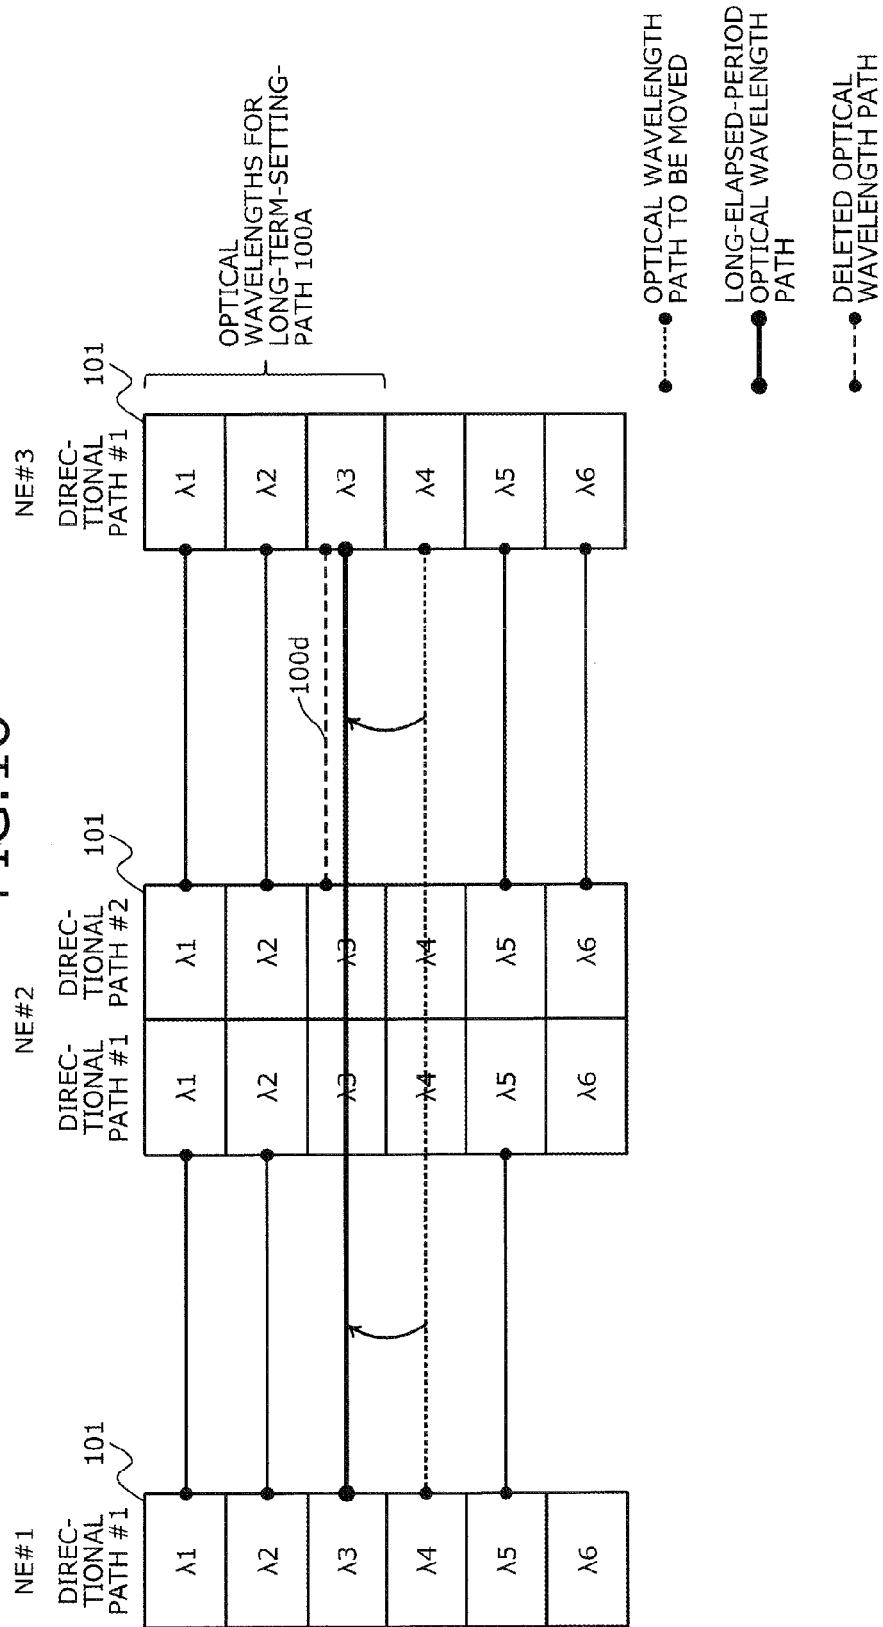 NE#1
DIREC-
TIONAL
PATH #1
101
λ1
λ2
λ3
λ4
λ5
λ6
NE#2
DIREC-
TIONAL
PATH #1
DIREC-
TIONAL
PATH #2
101
λ1
λ2
λ3
λ4
λ5
λ6
λ1
λ2
λ3
λ4
λ5
λ6
100d
NE#3
DIREC-
TIONAL
PATH #1
101
λ1
λ2
λ3
λ4
λ5
λ6
OPTICAL
WAVELENGTHS FOR
LONG-TERM-SETTING-
PATH 100A
OPTICAL WAVELENGTH
PATH TO BE MOVED
LONG-ELAPSED-PERIOD
OPTICAL WAVELENGTH
PATH
DELETED OPTICAL
WAVELENGTH PATH